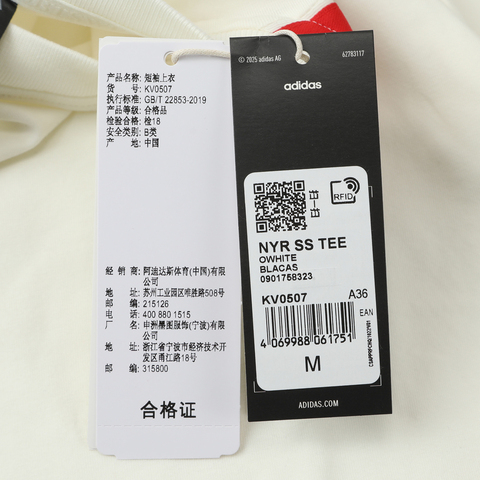 产品名称: 短袖上衣
货 号: KV0507
执行标准: GB/T 22853-2019
产品等级: 合格品
检验合格: 检18
安全类别: B类
产 地: 中国
经 销 商: 阿迪达斯体育(中国)有限公司
地 址: 苏州工业园区唯胜路508号
邮 编: 215126
电 话: 400 880 1515
厂 名: 申洲墨图服饰(宁波)有限公司
地 址: 浙江省宁波市经济技术开发区甬江路18号
邮 编: 315800
合格证
© 2025 adidas AG
62783117
adidas
RFID
NYR SS TEE
OWHITE
BLACAS
0901758323
KV0507 A36
EAN
4 069988 061751
M
ADIDAS.COM